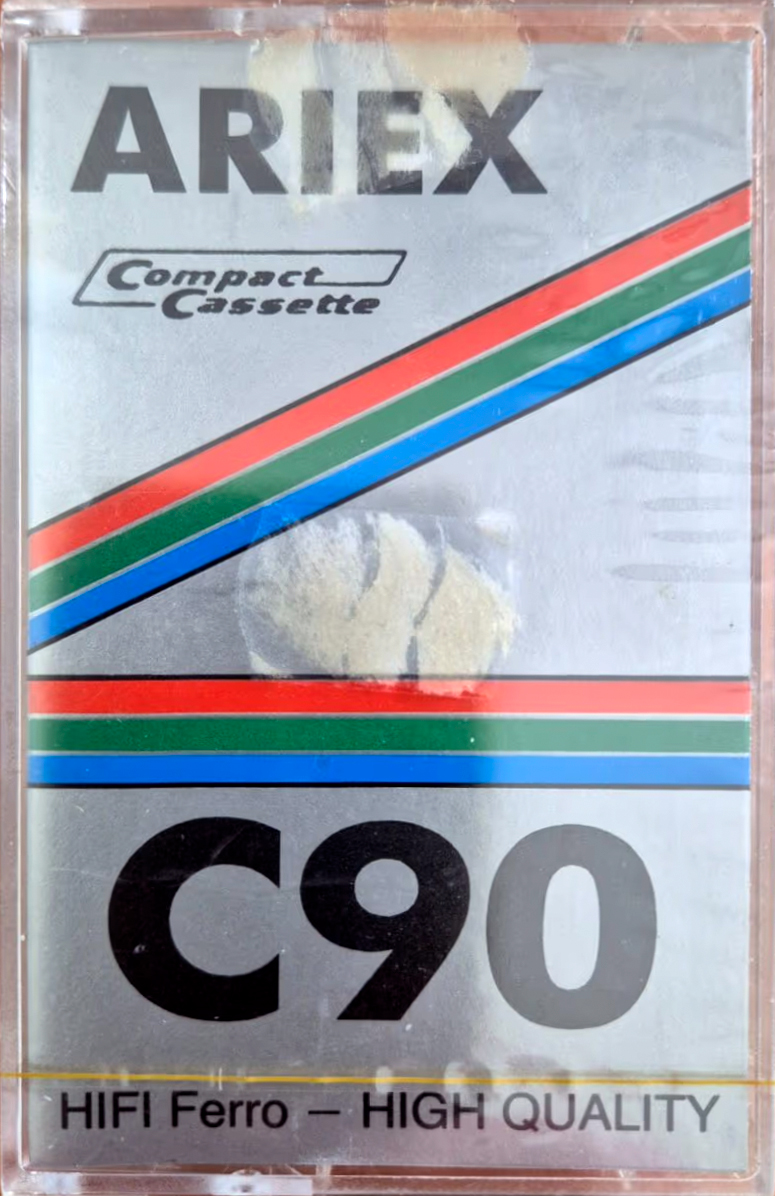 ARIEX
Compact
Cassette
C90
HIFI Ferro – HIGH QUALITY